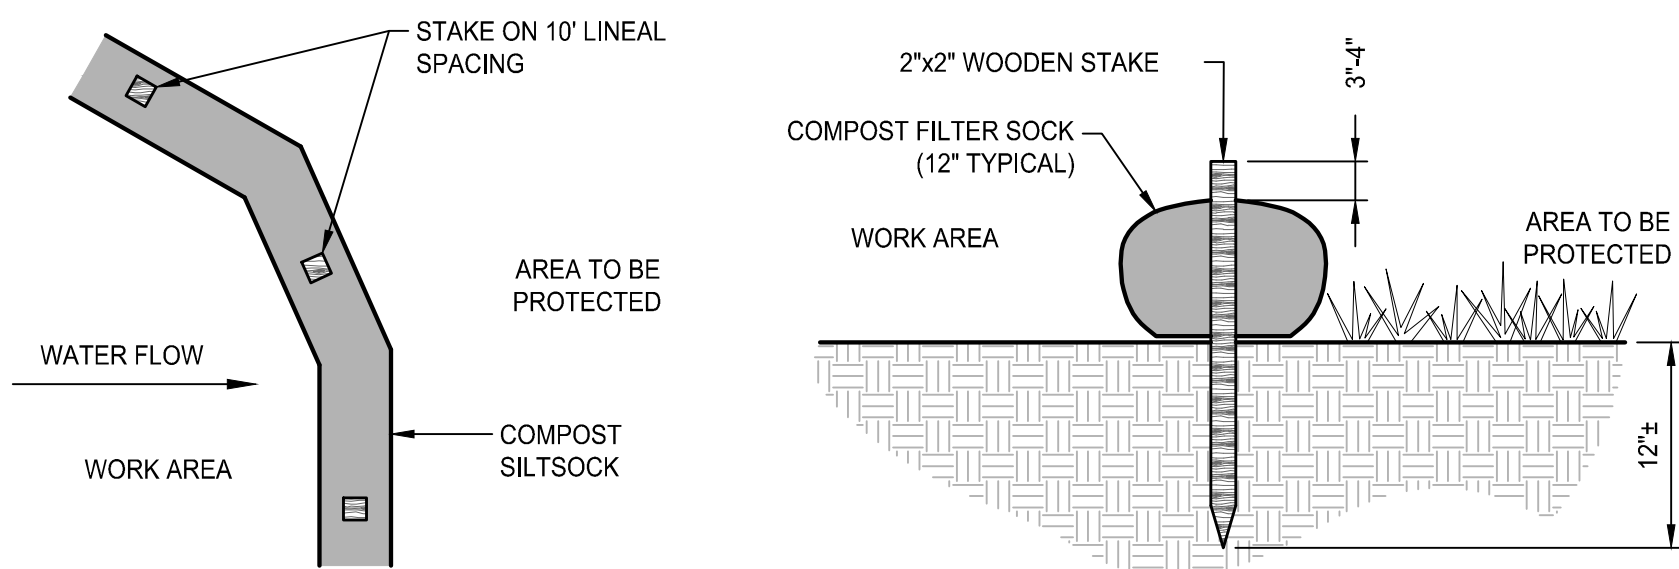 STAKE ON 10' LINEAL
SPACING
AREA TO BE
PROTECTED
WATER FLOW
WORK AREA
COMPOST
SILTSOCK
2"x2" WOODEN STAKE
COMPOST FILTER SOCK
(12" TYPICAL)
WORK AREA
3"-4"
AREA TO BE
PROTECTED
12"±